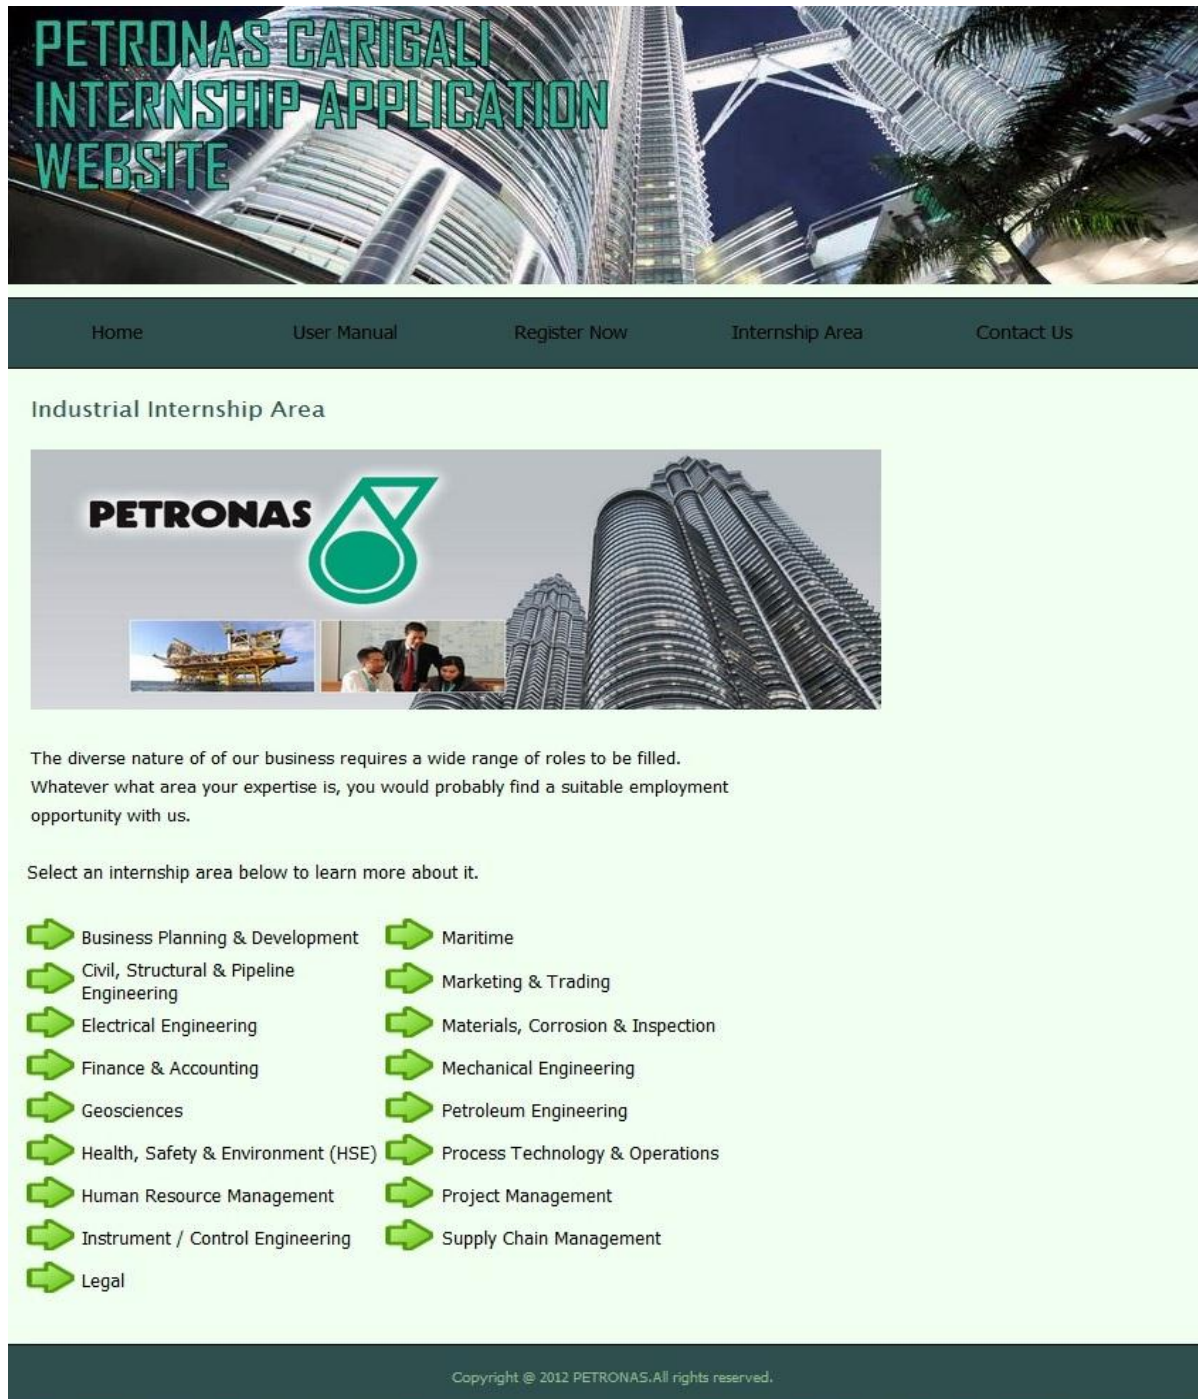 PETRONAS CARIGALI
INTERNSHIP APPLICATION
WEBSITE
Home User Manual Register Now Internship Area Contact Us
Industrial Internship Area
PETRONAS
The diverse nature of of our business requires a wide range of roles to be filled.
Whatever what area your expertise is, you would probably find a suitable employment
opportunity with us.
Select an internship area below to learn more about it.
Business Planning & Development
Civil, Structural & Pipeline
Engineering
Electrical Engineering
Finance & Accounting
Geosciences
Health, Safety & Environment (HSE)
Human Resource Management
Instrument / Control Engineering
Legal
Maritime
Marketing & Trading
Materials, Corrosion & Inspection
Mechanical Engineering
Petroleum Engineering
Process Technology & Operations
Project Management
Supply Chain Management
Copyright @ 2012 PETRONAS.All rights reserved.